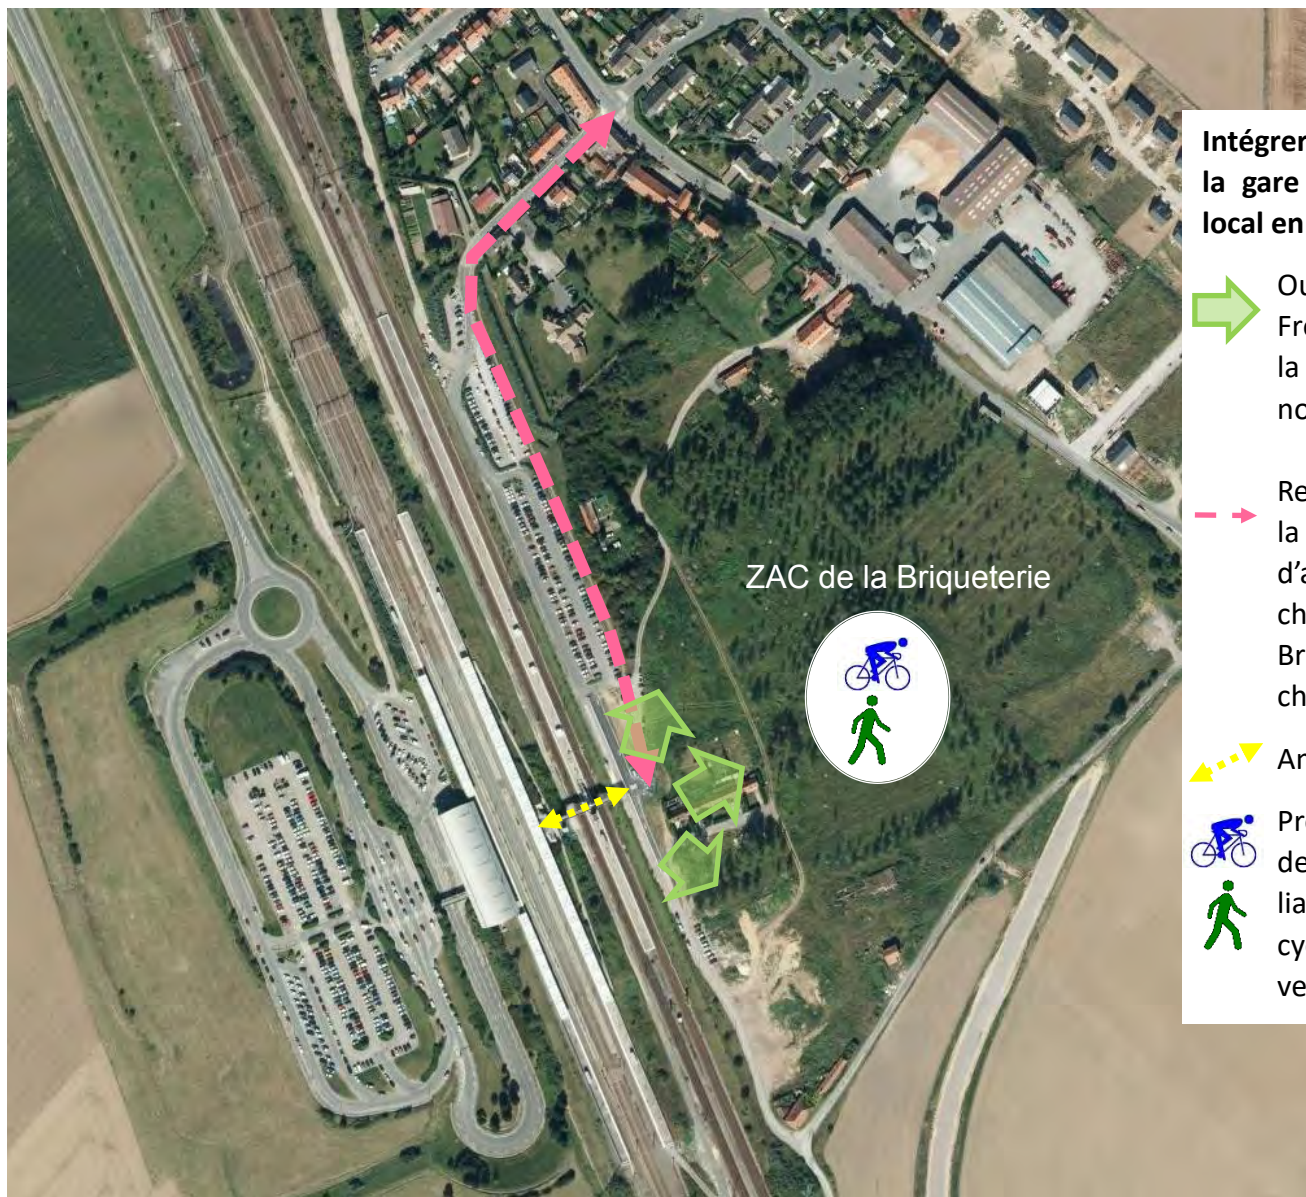 Intégrer
la gare
local en
Ou
Fre
la
no
Re
la
d'a
ch
Br
ch
ZAC de la Briqueterie
Ar
Pr
de
lia
cy
ve